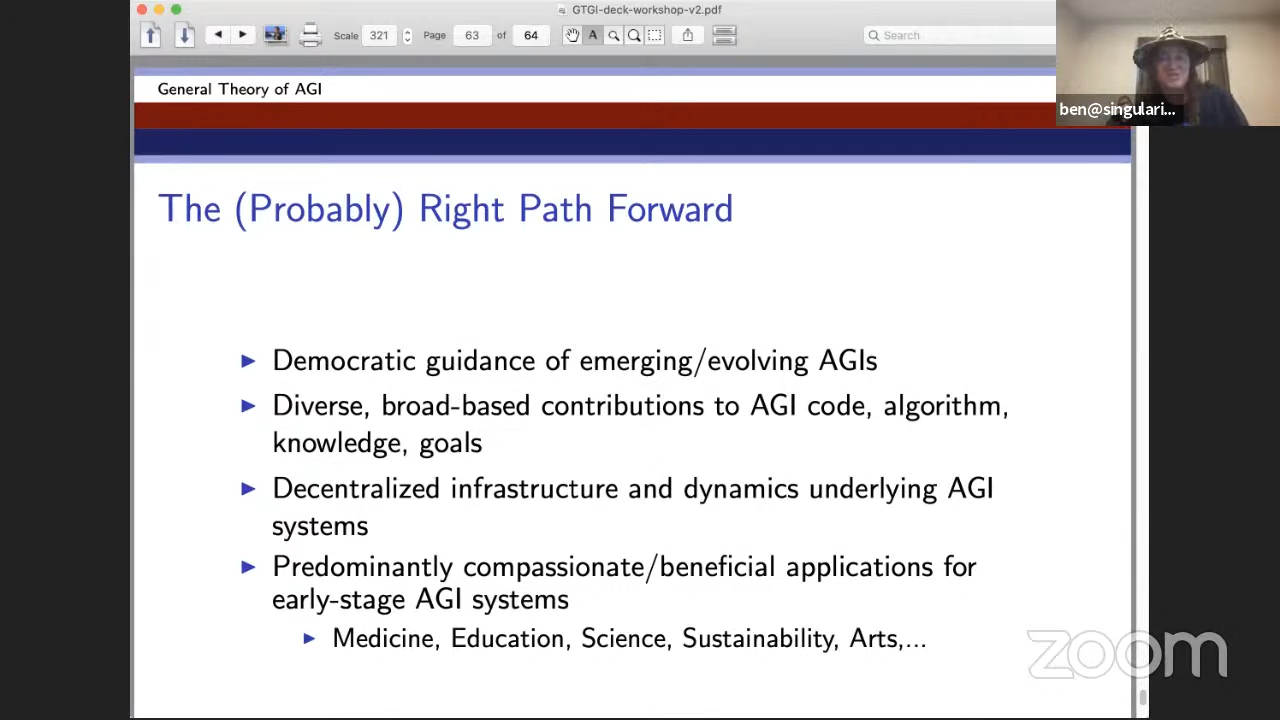 GTGI-deck-workshop-v2.pdf
Scale 321 Page 63 of 64 A Search
General Theory of AGI
ben@singulari...
The (Probably) Right Path Forward
Democratic guidance of emerging/evolving AGIs
Diverse, broad-based contributions to AGI code, algorithm,
knowledge, goals
Decentralized infrastructure and dynamics underlying AGI
systems
Predominantly compassionate/beneficial applications for
early-stage AGI systems
Medicine, Education, Science, Sustainability, Arts,...
zoom